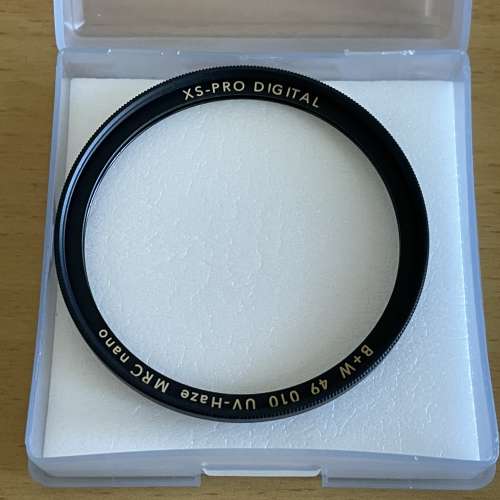 XS-PRO DIGITAL
B+W 49 010 UV-Haze MRC nano